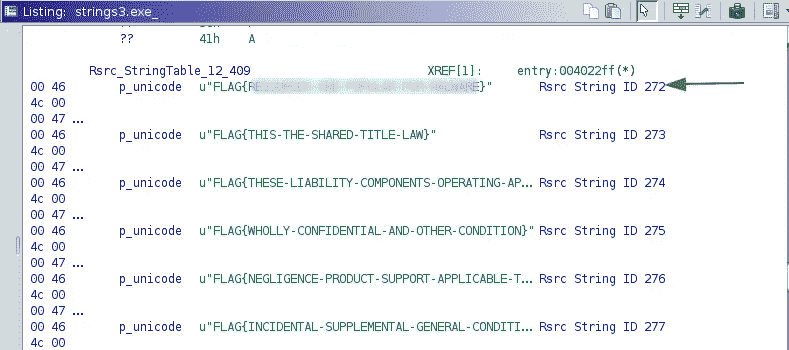 Listing: strings3.exe_
?? 41h A
Rsrc_StringTable_12_409 XREF[1]: entry:004022ff(*)
00 46 p_unicode u"FLAG{ }" Rsrc String ID 272
4c 00
00 47 ...
00 46 p_unicode u"FLAG{THIS-THE-SHARED-TITLE-LAW}" Rsrc String ID 273
4c 00
00 47 ...
00 46 p_unicode u"FLAG{THESE-LIABILITY-COMPONENTS-OPERATING-AP... Rsrc String ID 274
4c 00
00 47 ...
00 46 p_unicode u"FLAG{WHOLLY-CONFIDENTIAL-AND-OTHER-CONDITION}" Rsrc String ID 275
4c 00
00 47 ...
00 46 p_unicode u"FLAG{NEGLIGENCE-PRODUCT-SUPPORT-APPLICABLE-T... Rsrc String ID 276
4c 00
00 47 ...
00 46 p_unicode u"FLAG{INCIDENTAL-SUPPLEMENTAL-GENERAL-CONDITI... Rsrc String ID 277
4c 00